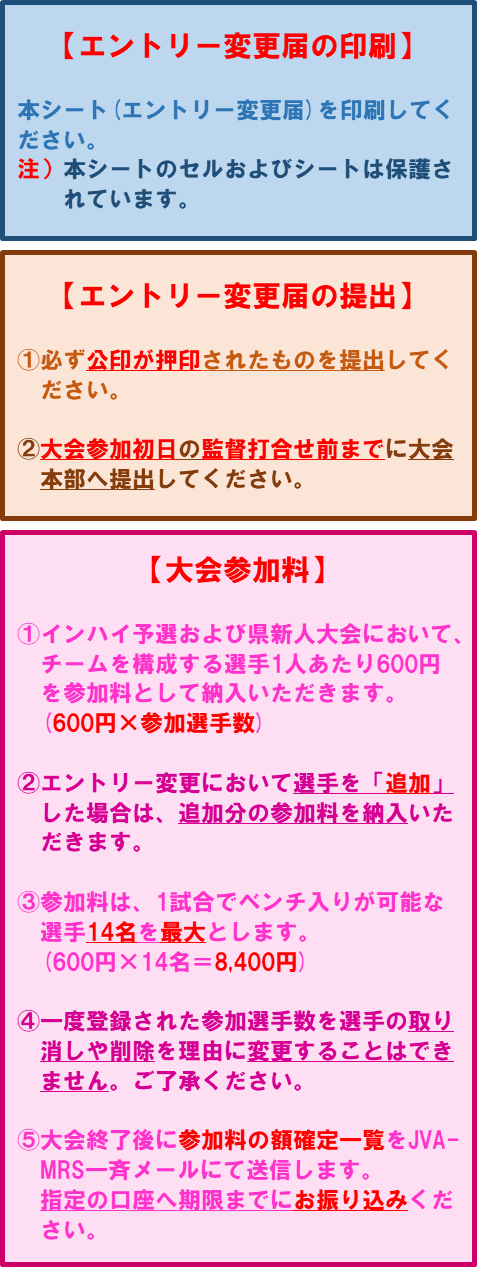 【エントリー変更届の印刷】
本シート(エントリー変更届)を印刷してく
ださい。
注）本シートのセルおよびシートは保護さ
れています。
【エントリー変更届の提出】
①必ず公印が押印されたものを提出してく
ださい。
②大会参加初日の監督打合せ前までに大会
本部へ提出してください。
【大会参加料】
①インハイ予選および県新人大会において、
チームを構成する選手1人あたり600円
を参加料として納入いただきます。
(600円×参加選手数)
②エントリー変更において選手を「追加」
した場合は、追加分の参加料を納入いた
だきます。
③参加料は、1試合でベンチ入りが可能な
選手14名を最大とします。
(600円×14名＝8,400円)
④一度登録された参加選手数を選手の取り
消しや削除を理由に変更することはでき
ません。ご了承ください。
⑤大会終了後に参加料の額確定一覧をJVA-
MRS一斉メールにて送信します。
指定の口座へ期限までにお振り込みくだ
さい。